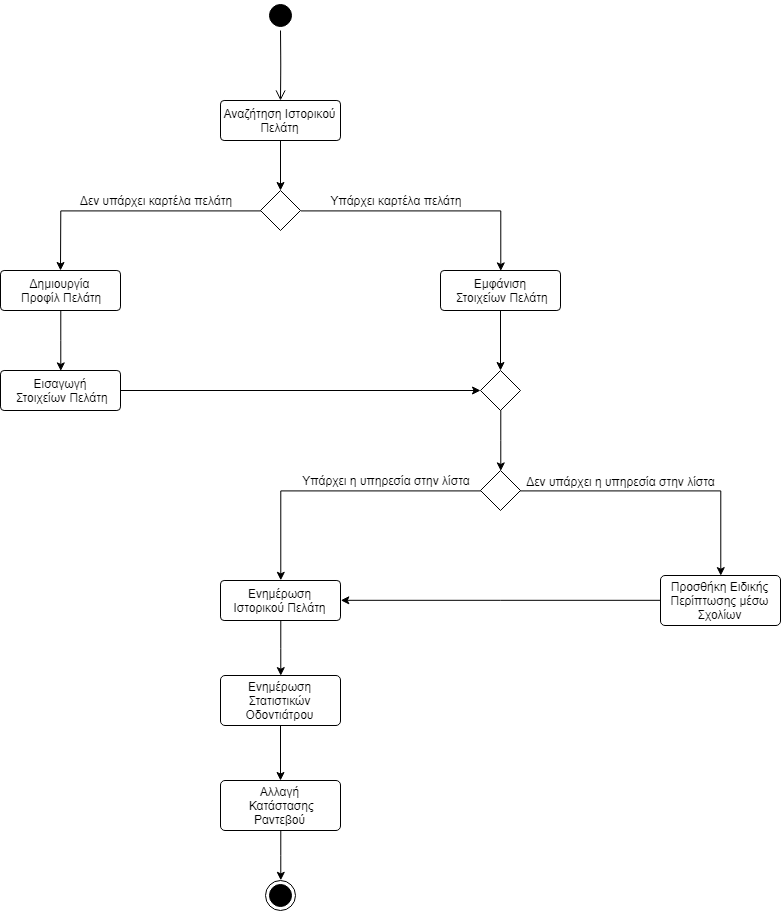 Αναζήτηση Ιστορικού
Πελάτη
Δεν υπάρχει καρτέλα πελάτη
Υπάρχει καρτέλα πελάτη
Δημιουργία
Προφίλ Πελάτη
Εμφάνιση
Στοιχείων Πελάτη
Εισαγωγή
Στοιχείων Πελάτη
Υπάρχει η υπηρεσία στην λίστα
Δεν υπάρχει η υπηρεσία στην λίστα
Ενημέρωση
Ιστορικού Πελάτη
Προσθήκη Ειδικής
Περίπτωσης μέσω
Σχολίων
Ενημέρωση
Στατιστικών
Οδοντιάτρου
Αλλαγή
Κατάστασης
Ραντεβού